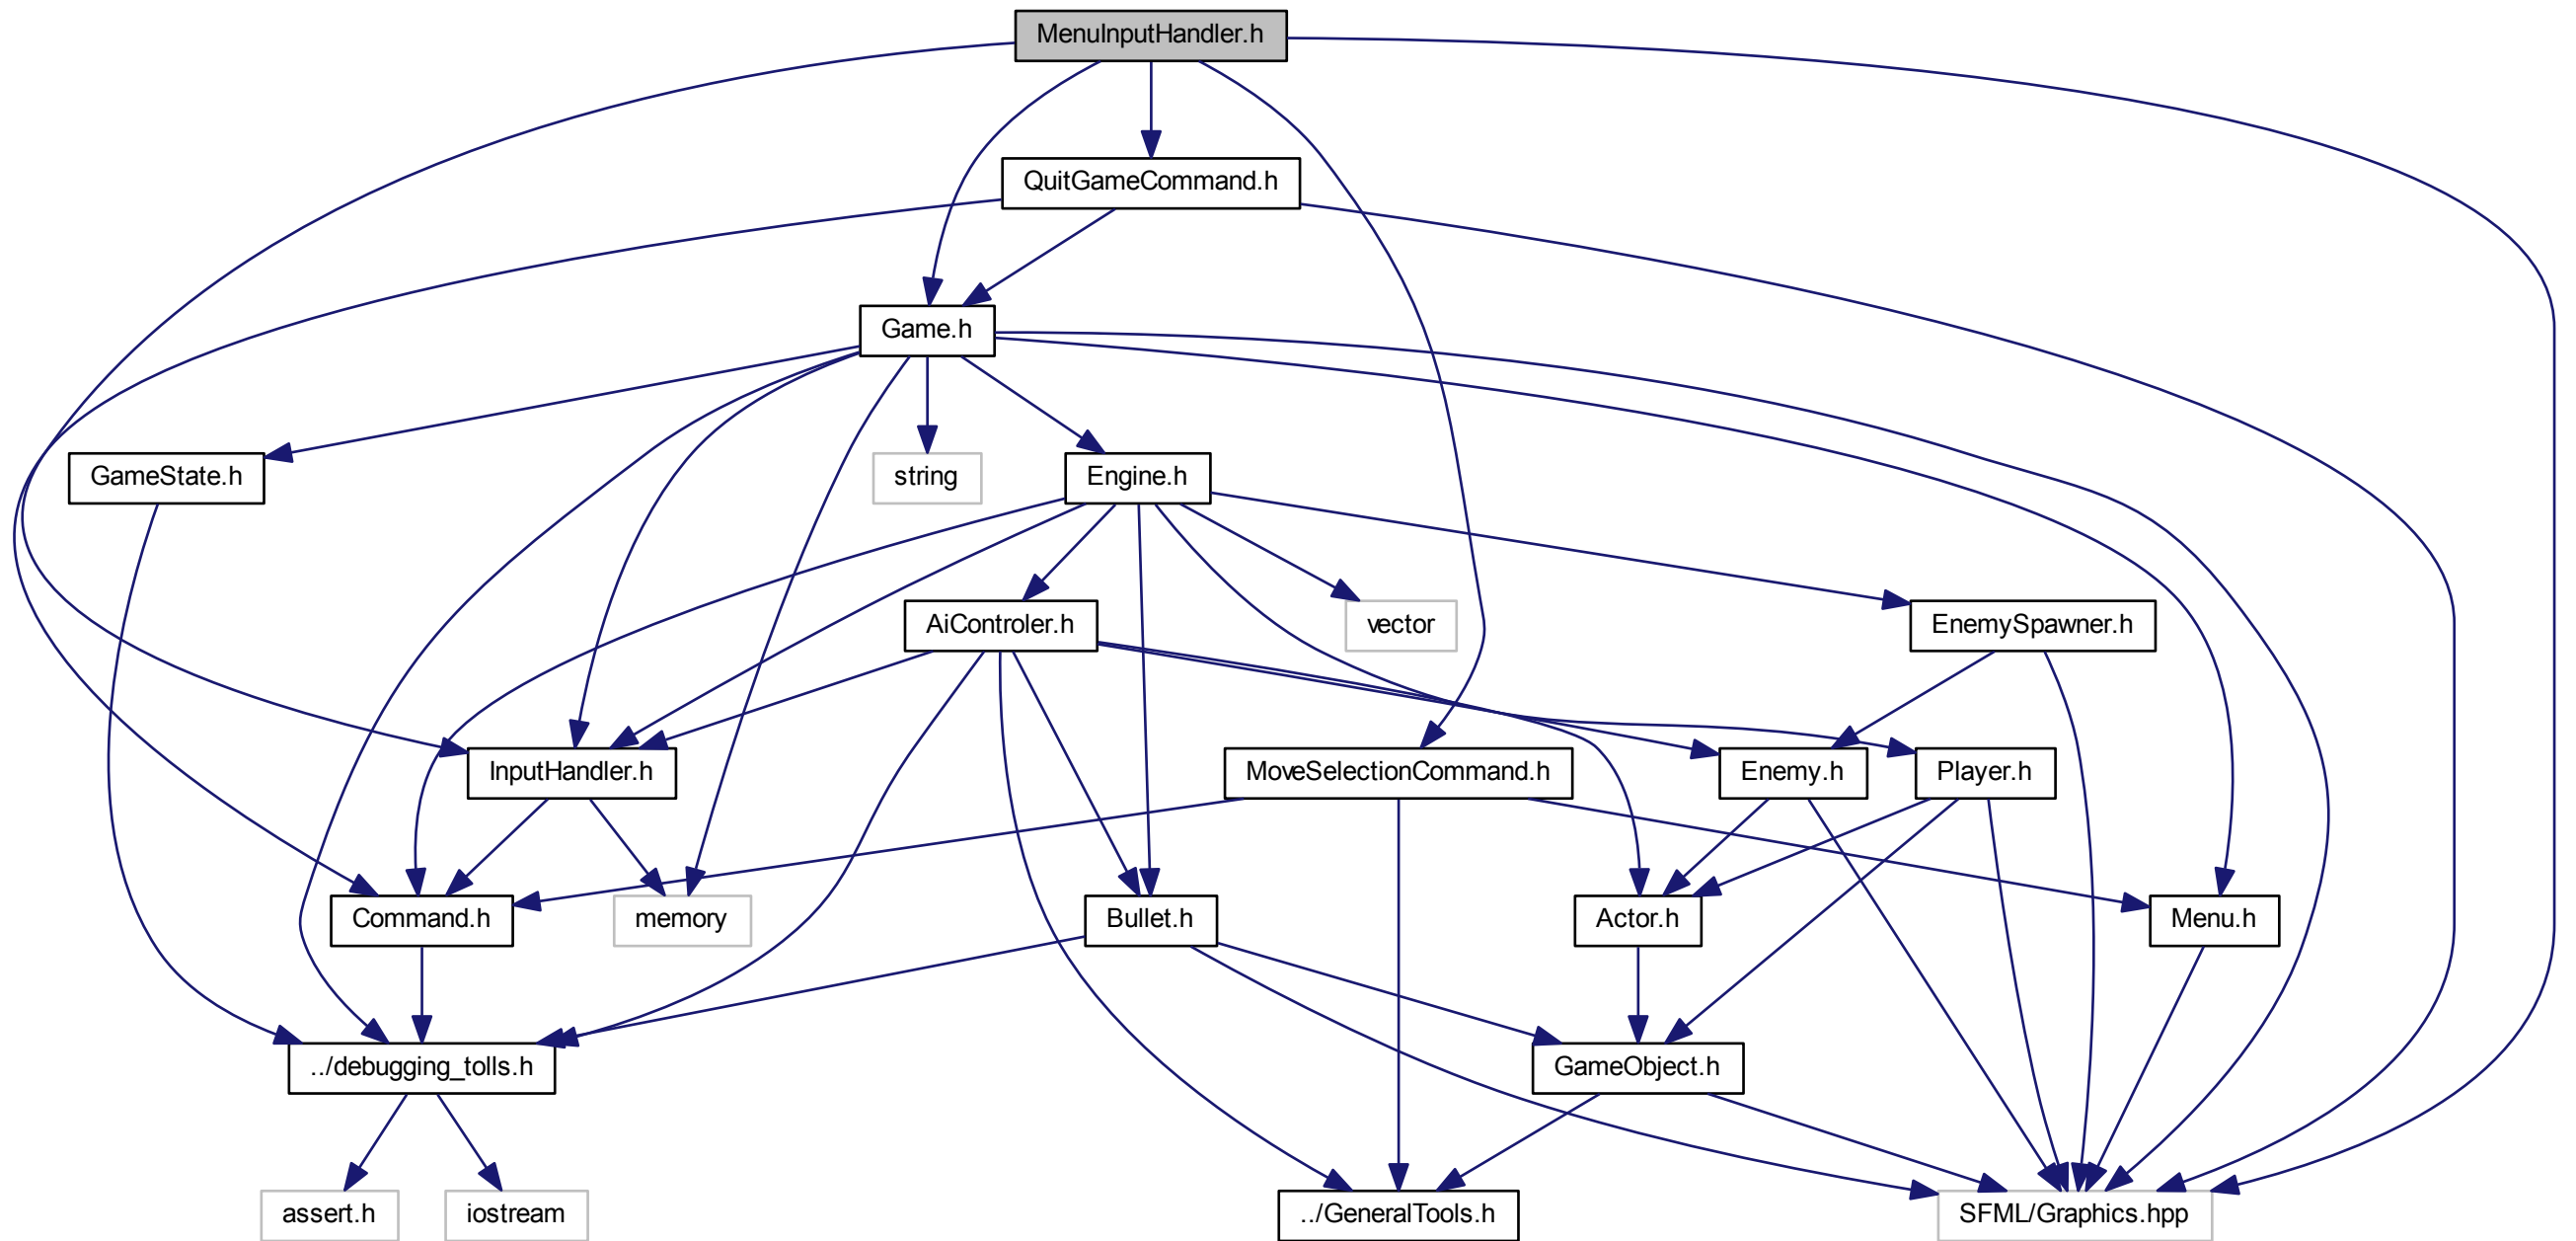 MenuInputHandler.h
QuitGameCommand.h
Game.h
GameState.h
string
Engine.h
AiControler.h
vector
EnemySpawner.h
InputHandler.h
MoveSelectionCommand.h
Enemy.h
Player.h
Command.h
memory
Bullet.h
Actor.h
Menu.h
../debugging_tolls.h
GameObject.h
assert.h
iostream
../GeneralTools.h
SFML/Graphics.hpp